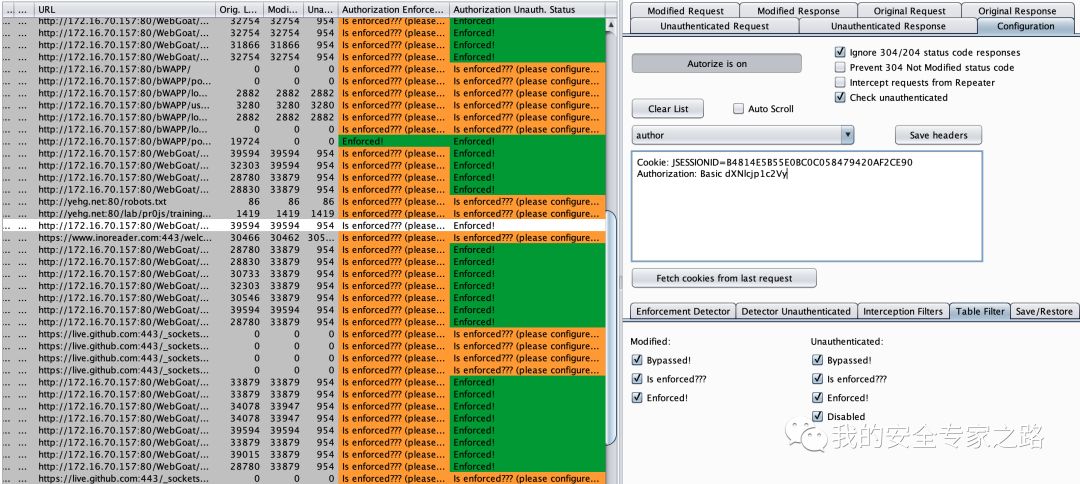 ... ... URL Orig. L... Modi... Una... Authorization Enforce... Authorization Unauth. Status
... ... http://172.16.70.157:80/WebGoat/... 32754 32754 954 Is enforced??? (please... Enforced!
... ... http://172.16.70.157:80/WebGoat/... 32754 32754 954 Is enforced??? (please... Enforced!
... ... http://172.16.70.157:80/WebGoat/... 31866 31866 954 Is enforced??? (please... Enforced!
... ... http://172.16.70.157:80/WebGoat/... 32754 32754 954 Is enforced??? (please... Enforced!
... ... http://172.16.70.157:80/bWAPP/ 0 0 0 Is enforced??? (please... Is enforced??? (please configure...
... ... http://172.16.70.157:80/bWAPP/po... 0 0 0 Is enforced??? (please... Is enforced??? (please configure...
... ... http://172.16.70.157:80/bWAPP/lo... 2882 2882 2882 Is enforced??? (please... Is enforced??? (please configure...
... ... http://172.16.70.157:80/bWAPP/us... 3280 3280 3280 Is enforced??? (please... Is enforced??? (please configure...
... ... http://172.16.70.157:80/bWAPP/lo... 2882 2882 2882 Is enforced??? (please... Is enforced??? (please configure...
... ... http://172.16.70.157:80/bWAPP/ 0 0 0 Is enforced??? (please... Is enforced??? (please configure...
... ... http://172.16.70.157:80/bWAPP/po... 19724 0 0 Enforced! Enforced!
... ... http://172.16.70.157:80/WebGoat/... 39594 39594 954 Is enforced??? (please... Enforced!
... ... http://172.16.70.157:80/WebGoat/... 32303 32303 954 Is enforced??? (please... Enforced!
... ... http://172.16.70.157:80/WebGoat/... 28780 28780 954 Is enforced??? (please... Enforced!
... ... http://172.16.70.157:80/WebGoat/... 28830 28830 954 Is enforced??? (please... Enforced!
... ... http://yehg.net:80/robots.txt 86 86 86 Is enforced??? (please... Is enforced??? (please configure...
... ... http://yehg.net:80/lab/pr0js/training... 1419 1419 1419 Is enforced??? (please... Is enforced??? (please configure...
... ... http://172.16.70.157:80/WebGoat/... 39594 39594 954 Is enforced??? (please... Enforced!
... ... https://www.inoreader.com:443/welc... 30466 30462 305... Is enforced??? (please... Is enforced??? (please configure...
... ... http://172.16.70.157:80/WebGoat/... 28780 33879 954 Is enforced??? (please... Enforced!
... ... http://172.16.70.157:80/WebGoat/... 28830 33879 954 Is enforced??? (please... Enforced!
... ... http://172.16.70.157:80/WebGoat/... 30733 33879 954 Is enforced??? (please... Enforced!
... ... http://172.16.70.157:80/WebGoat/... 32303 33879 954 Is enforced??? (please... Enforced!
... ... http://172.16.70.157:80/WebGoat/... 30546 33879 954 Is enforced??? (please... Enforced!
... ... http://172.16.70.157:80/WebGoat/... 39594 39594 954 Is enforced??? (please... Enforced!
... ... http://172.16.70.157:80/WebGoat/... 28780 33879 954 Is enforced??? (please... Enforced!
... ... https://live.github.com:443/_sockets... 0 0 0 Is enforced??? (please... Is enforced??? (please configure...
... ... https://live.github.com:443/_sockets... 0 0 0 Is enforced??? (please... Is enforced??? (please configure...
... ... https://live.github.com:443/_sockets... 0 0 0 Is enforced??? (please... Is enforced??? (please configure...
... ... https://live.github.com:443/_sockets... 0 0 0 Is enforced??? (please... Is enforced??? (please configure...
... ... http://172.16.70.157:80/WebGoat/... 33879 33879 954 Is enforced??? (please... Enforced!
... ... http://172.16.70.157:80/WebGoat/... 33879 33879 954 Is enforced??? (please... Enforced!
... ... http://172.16.70.157:80/WebGoat/... 34078 33947 954 Is enforced??? (please... Enforced!
... ... http://172.16.70.157:80/WebGoat/... 34078 33947 954 Is enforced??? (please... Enforced!
... ... http://172.16.70.157:80/WebGoat/... 39594 39594 954 Is enforced??? (please... Enforced!
... ... http://172.16.70.157:80/WebGoat/... 33879 33879 954 Is enforced??? (please... Enforced!
... ... http://172.16.70.157:80/WebGoat/... 39015 33879 954 Is enforced??? (please... Enforced!
... ... http://172.16.70.157:80/WebGoat/... 28780 33879 954 Is enforced??? (please... Enforced!
... ... https://live.github.com:443/_sockets... 0 0 0 Is enforced??? (please... Is enforced??? (please configure...
Modified Request Modified Response Original Request Original Response
Unauthenticated Request Unauthenticated Response Configuration
Autorize is on
Ignore 304/204 status code responses
Prevent 304 Not Modified status code
Intercept requests from Repeater
Check unauthenticated
Clear List Auto Scroll
author Save headers
Cookie: JSESSIONID=B4814E5B55E0BC0C058479420AF2CE90
Authorization: Basic dXNlcjp1c2Vy
Fetch cookies from last request
Enforcement Detector Detector Unauthenticated Interception Filters Table Filter Save/Restore
Modified: Unauthenticated:
Bypassed! Bypassed!
Is enforced??? Is enforced???
Enforced! Enforced!
Disabled
我的安全专家之路